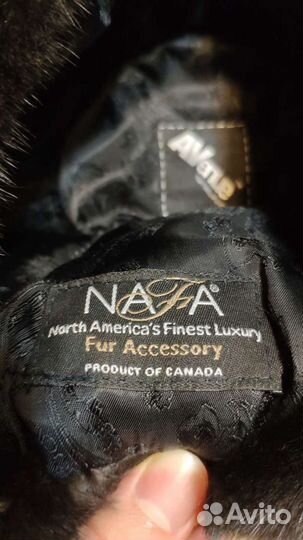 NAFA®
North America's Finest Luxury
Fur Accessory
PRODUCT OF CANADA
Avito